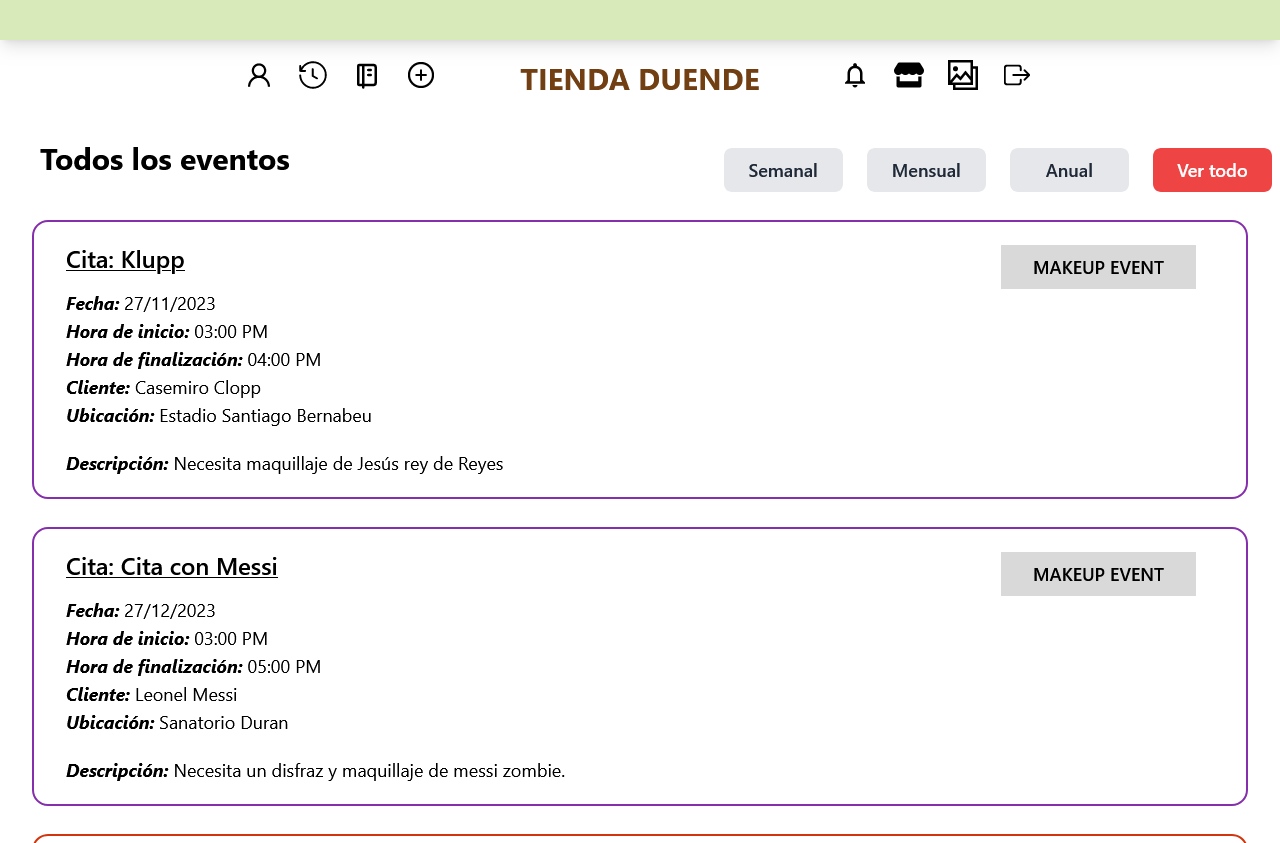 TIENDA DUENDE
Todos los eventos
Semanal
Mensual
Anual
Ver todo
Cita: Klupp
MAKEUP EVENT
Fecha: 27/11/2023
Hora de inicio: 03:00 PM
Hora de finalización: 04:00 PM
Cliente: Casemiro Clopp
Ubicación: Estadio Santiago Bernabeu
Descripción: Necesita maquillaje de Jesús rey de Reyes
Cita: Cita con Messi
MAKEUP EVENT
Fecha: 27/12/2023
Hora de inicio: 03:00 PM
Hora de finalización: 05:00 PM
Cliente: Leonel Messi
Ubicación: Sanatorio Duran
Descripción: Necesita un disfraz y maquillaje de messi zombie.